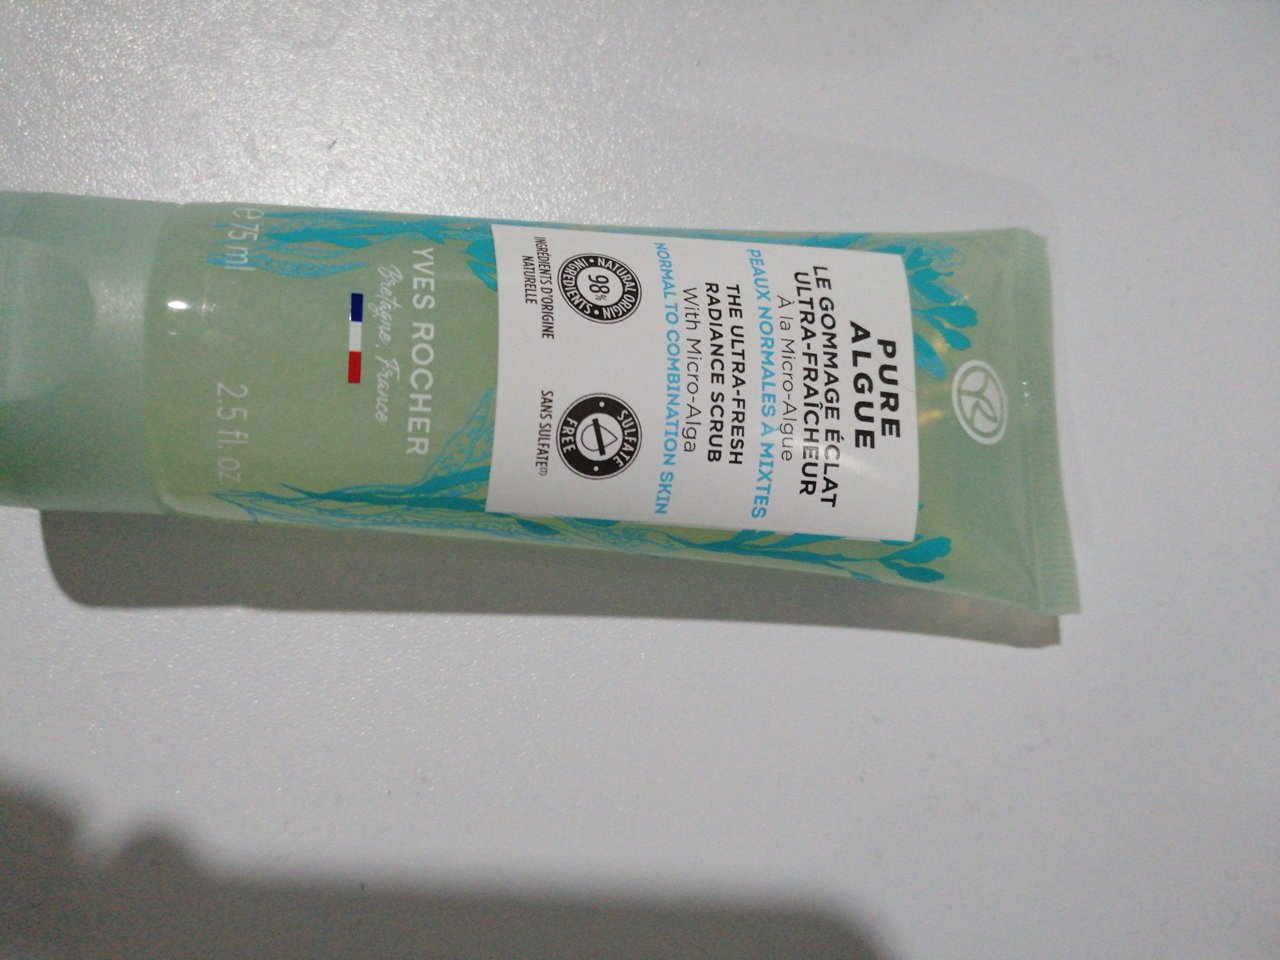 YR
PURE
ALGUE
LE GOMMAGE ÉCLAT
ULTRA-FRAÎCHEUR
À la Micro-Algue
PEAUX NORMALES À MIXTES
THE ULTRA-FRESH
RADIANCE SCRUB
With Micro-Alga
NORMAL TO COMBINATION SKIN
NATURAL ORIGIN
98%
INGREDIENTS
INGRÉDIENTS D'ORIGINE
NATURELLE
SULFATE
FREE
SANS SULFATE(1)
YVES ROCHER
Bretagne, France
e 75 ml
2.5 fl. oz